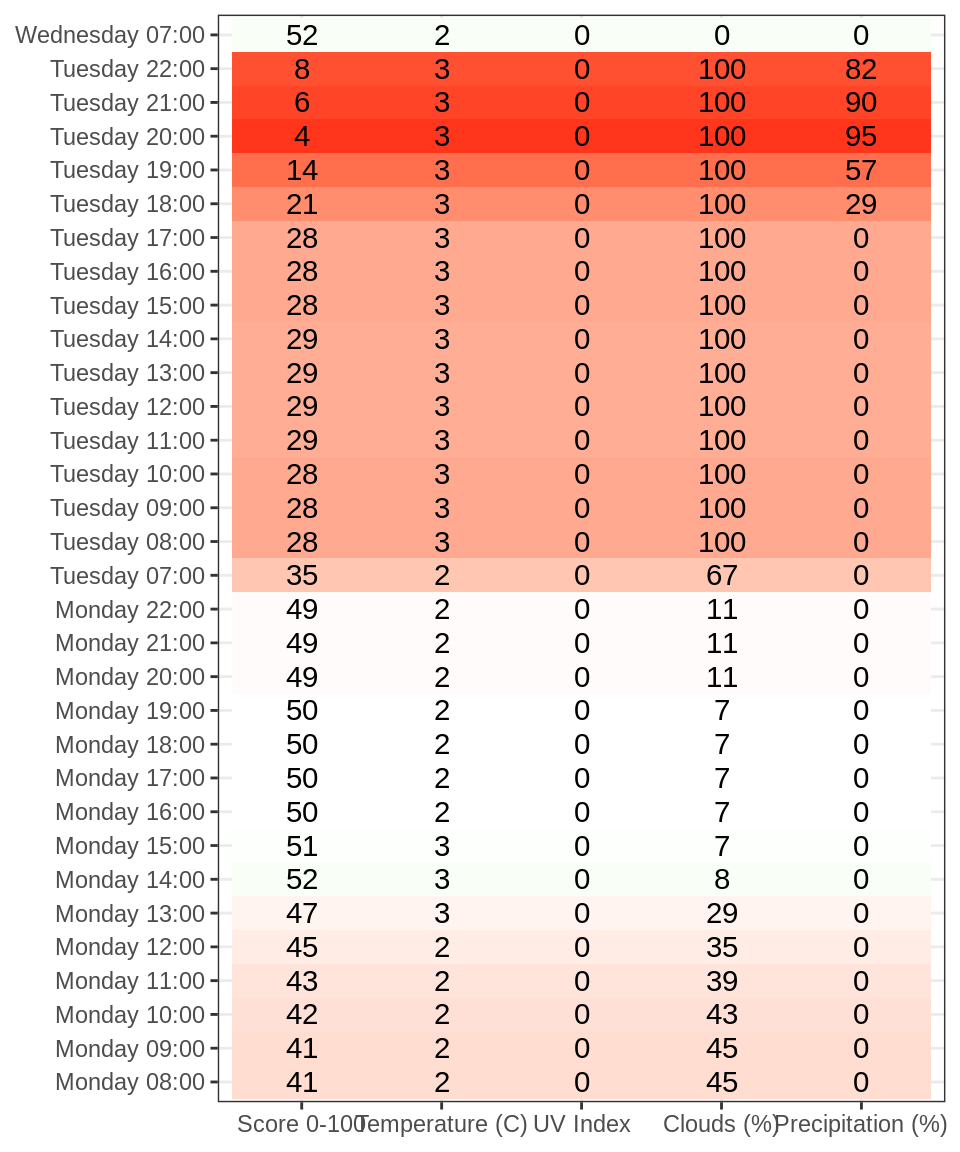 Wednesday 07:00 52 2 0 0 0
Tuesday 22:00 8 3 0 100 82
Tuesday 21:00 6 3 0 100 90
Tuesday 20:00 4 3 0 100 95
Tuesday 19:00 14 3 0 100 57
Tuesday 18:00 21 3 0 100 29
Tuesday 17:00 28 3 0 100 0
Tuesday 16:00 28 3 0 100 0
Tuesday 15:00 28 3 0 100 0
Tuesday 14:00 29 3 0 100 0
Tuesday 13:00 29 3 0 100 0
Tuesday 12:00 29 3 0 100 0
Tuesday 11:00 29 3 0 100 0
Tuesday 10:00 28 3 0 100 0
Tuesday 09:00 28 3 0 100 0
Tuesday 08:00 28 3 0 100 0
Tuesday 07:00 35 2 0 67 0
Monday 22:00 49 2 0 11 0
Monday 21:00 49 2 0 11 0
Monday 20:00 49 2 0 11 0
Monday 19:00 50 2 0 7 0
Monday 18:00 50 2 0 7 0
Monday 17:00 50 2 0 7 0
Monday 16:00 50 2 0 7 0
Monday 15:00 51 3 0 7 0
Monday 14:00 52 3 0 8 0
Monday 13:00 47 3 0 29 0
Monday 12:00 45 2 0 35 0
Monday 11:00 43 2 0 39 0
Monday 10:00 42 2 0 43 0
Monday 09:00 41 2 0 45 0
Monday 08:00 41 2 0 45 0
Score 0-100 Temperature (C) UV Index Clouds (%) Precipitation (%)